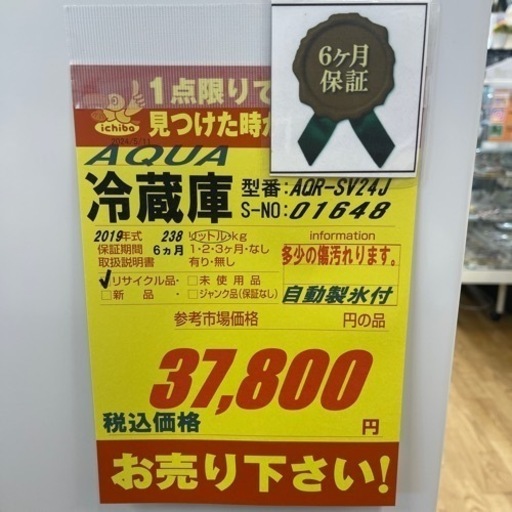 6ヶ月
保証
1点限りで
見つけた時が
ichiba
AQUA
冷蔵庫
型番:AQR-SV24J
S-NO:01648
2019年式 238 リットル・kg
保証期間 6ヵ月 1・2・3ヶ月・なし
取扱説明書 有り・無し
information
多少の傷汚れります。
リサイクル品・ □未使用品
□新品・ □ジャンク品(保証なし)
自動製氷付
参考市場価格 円の品
37,800
税込価格 円
お売り下さい!